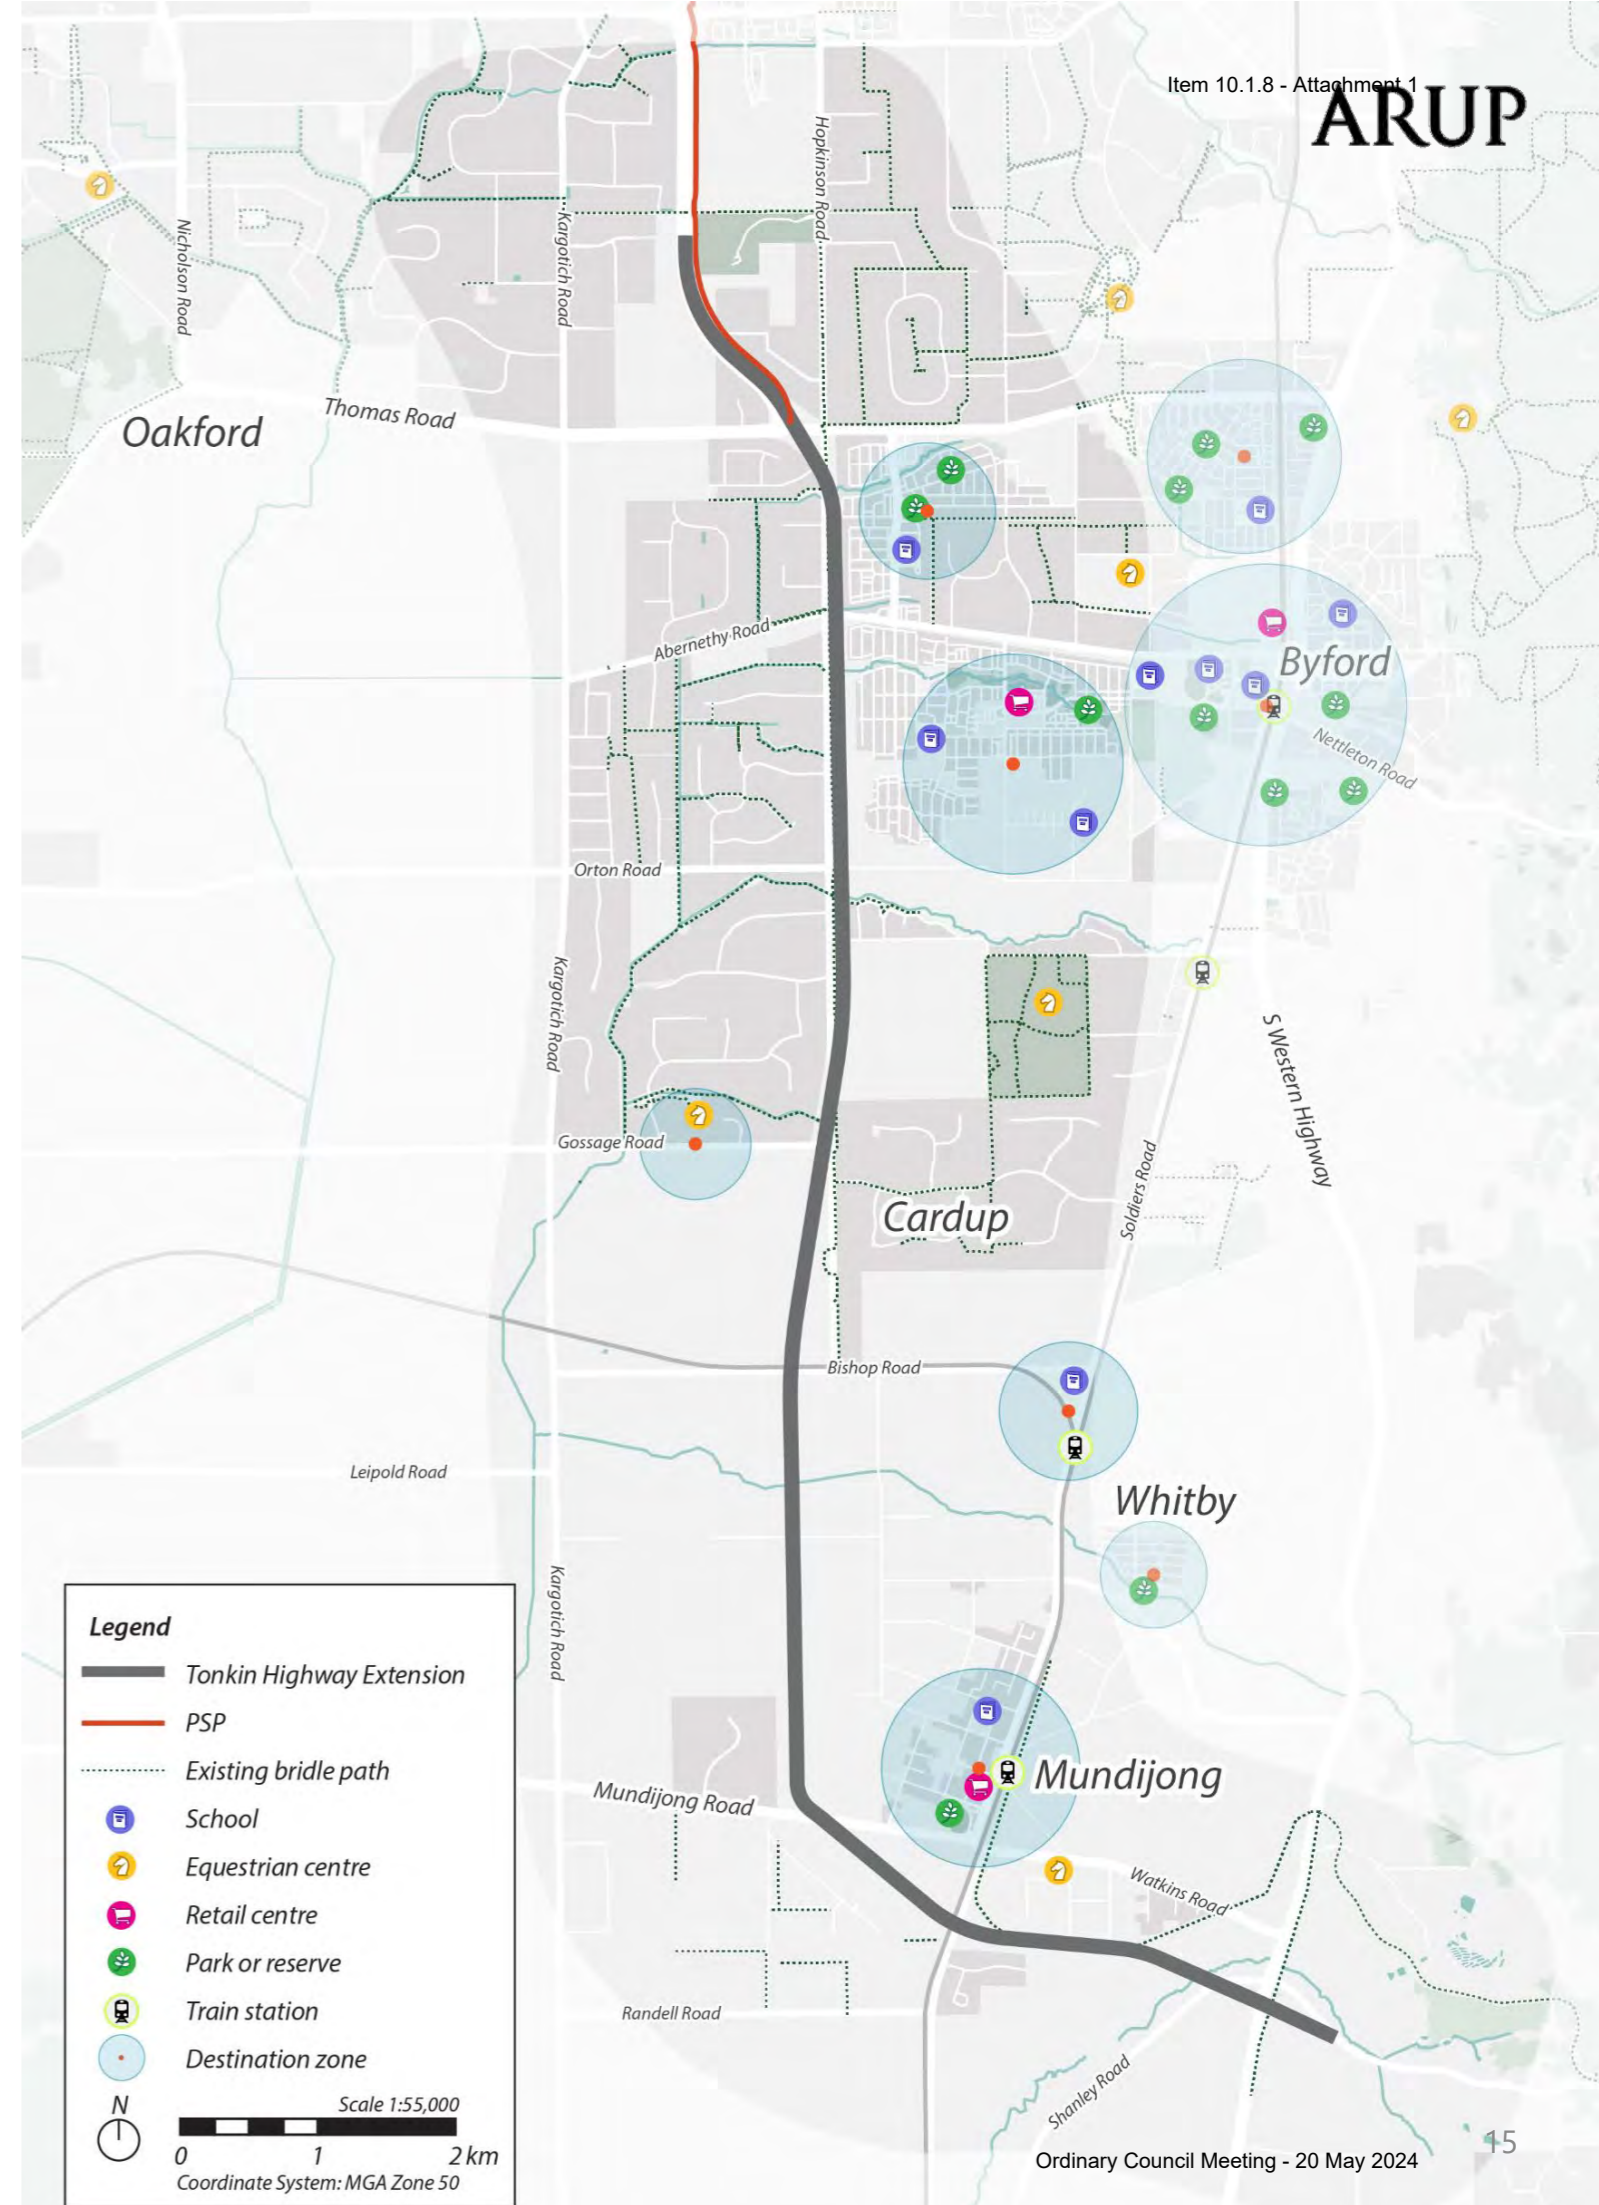 Item 10.1.8 - Attachment 1
ARUP
Hopkinson Road
Nicholson Road
Kargotich Road
Thomas Road
Oakford
Abernethy Road
Byford
Nettleton Road
Orton Road
Kargotich Road
S Western Highway
Gossage Road
Soldiers Road
Cardup
Bishop Road
Leipold Road
Whitby
Kargotich Road
Mundijong
Mundijong Road
Watkins Road
Randell Road
Shanley Road
Legend
Tonkin Highway Extension
PSP
Existing bridle path
School
Equestrian centre
Retail centre
Park or reserve
Train station
Destination zone
N
Scale 1:55,000
0 1 2 km
Coordinate System: MGA Zone 50
15
Ordinary Council Meeting - 20 May 2024